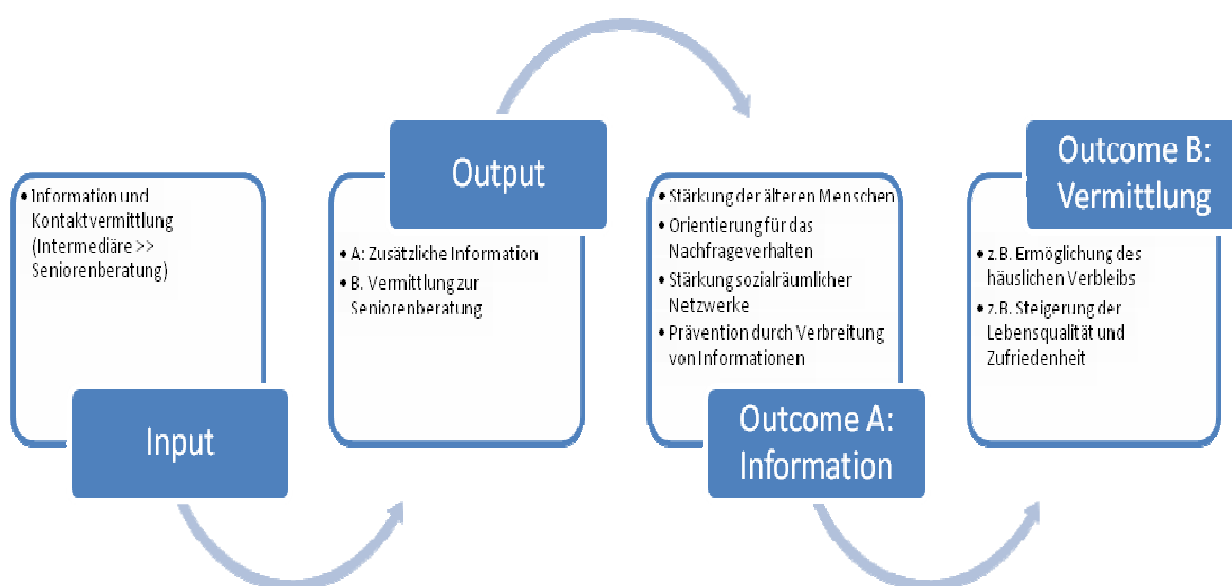 • Information und
Kontaktvermittlung
(Intermediäre >>
Seniorenberatung)
Input
Output
• A: Zusätzliche Information
• B. Vermittlung zur
Seniorenberatung
• Stärkung der älteren Menschen
• Orientierung für das
Nachfrageverhalten
• Stärkung sozialräumlicher
Netzwerke
• Prävention durch Verbreitung
von Informationen
Outcome A:
Information
Outcome B:
Vermittlung
• z.B. Ermöglichung des
häuslichen Verbleibs
• z.B. Steigerung der
Lebensqualität und
Zufriedenheit